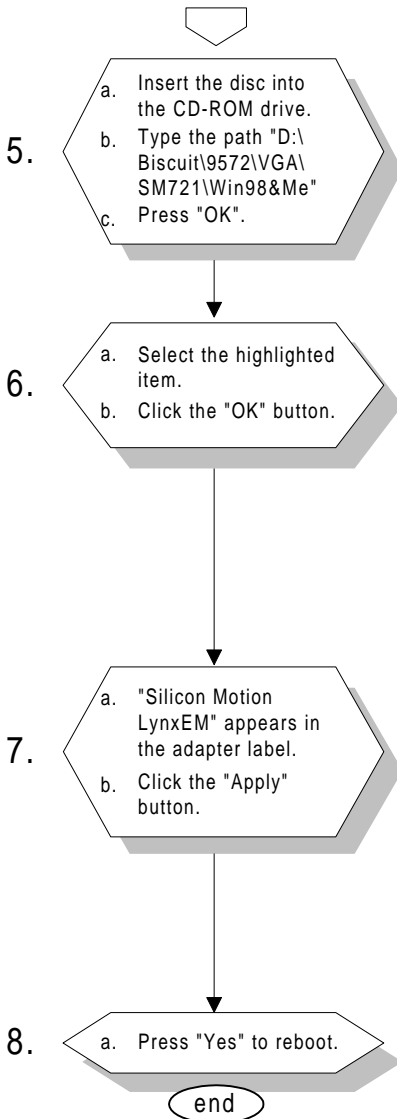 5.
a. Insert the disc into
the CD-ROM drive.
b. Type the path "D:\
Biscuit\9572\VGA\
SM721\Win98&Me"
c. Press "OK".
6.
a. Select the highlighted
item.
b. Click the "OK" button.
7.
a. "Silicon Motion
LynxEM" appears in
the adapter label.
b. Click the "Apply"
button.
8.
a. Press "Yes" to reboot.
end